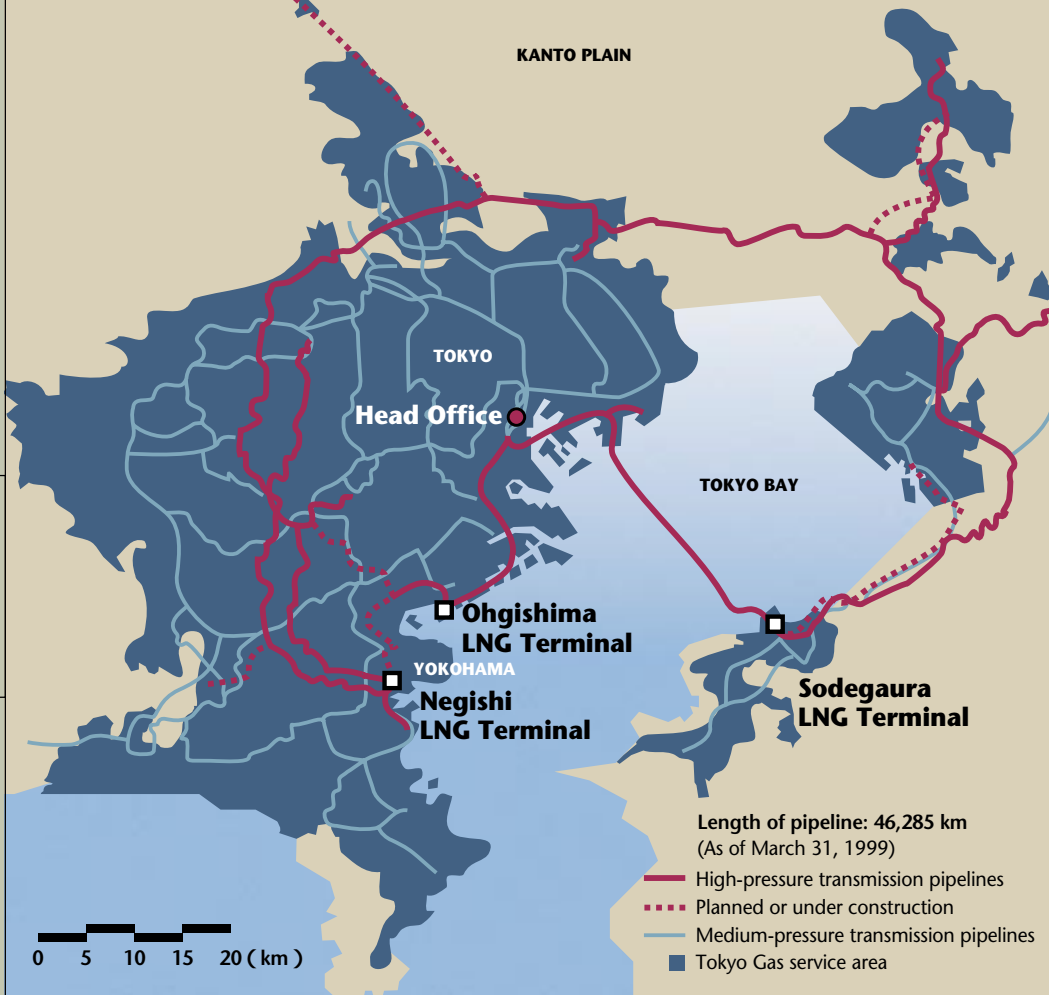 KANTO PLAIN
TOKYO
Head Office
TOKYO BAY
Ohgishima
LNG Terminal
YOKOHAMA
Negishi
LNG Terminal
Sodegaura
LNG Terminal
Length of pipeline: 46,285 km
(As of March 31, 1999)
High-pressure transmission pipelines
Planned or under construction
Medium-pressure transmission pipelines
Tokyo Gas service area
0 5 10 15 20 ( km )